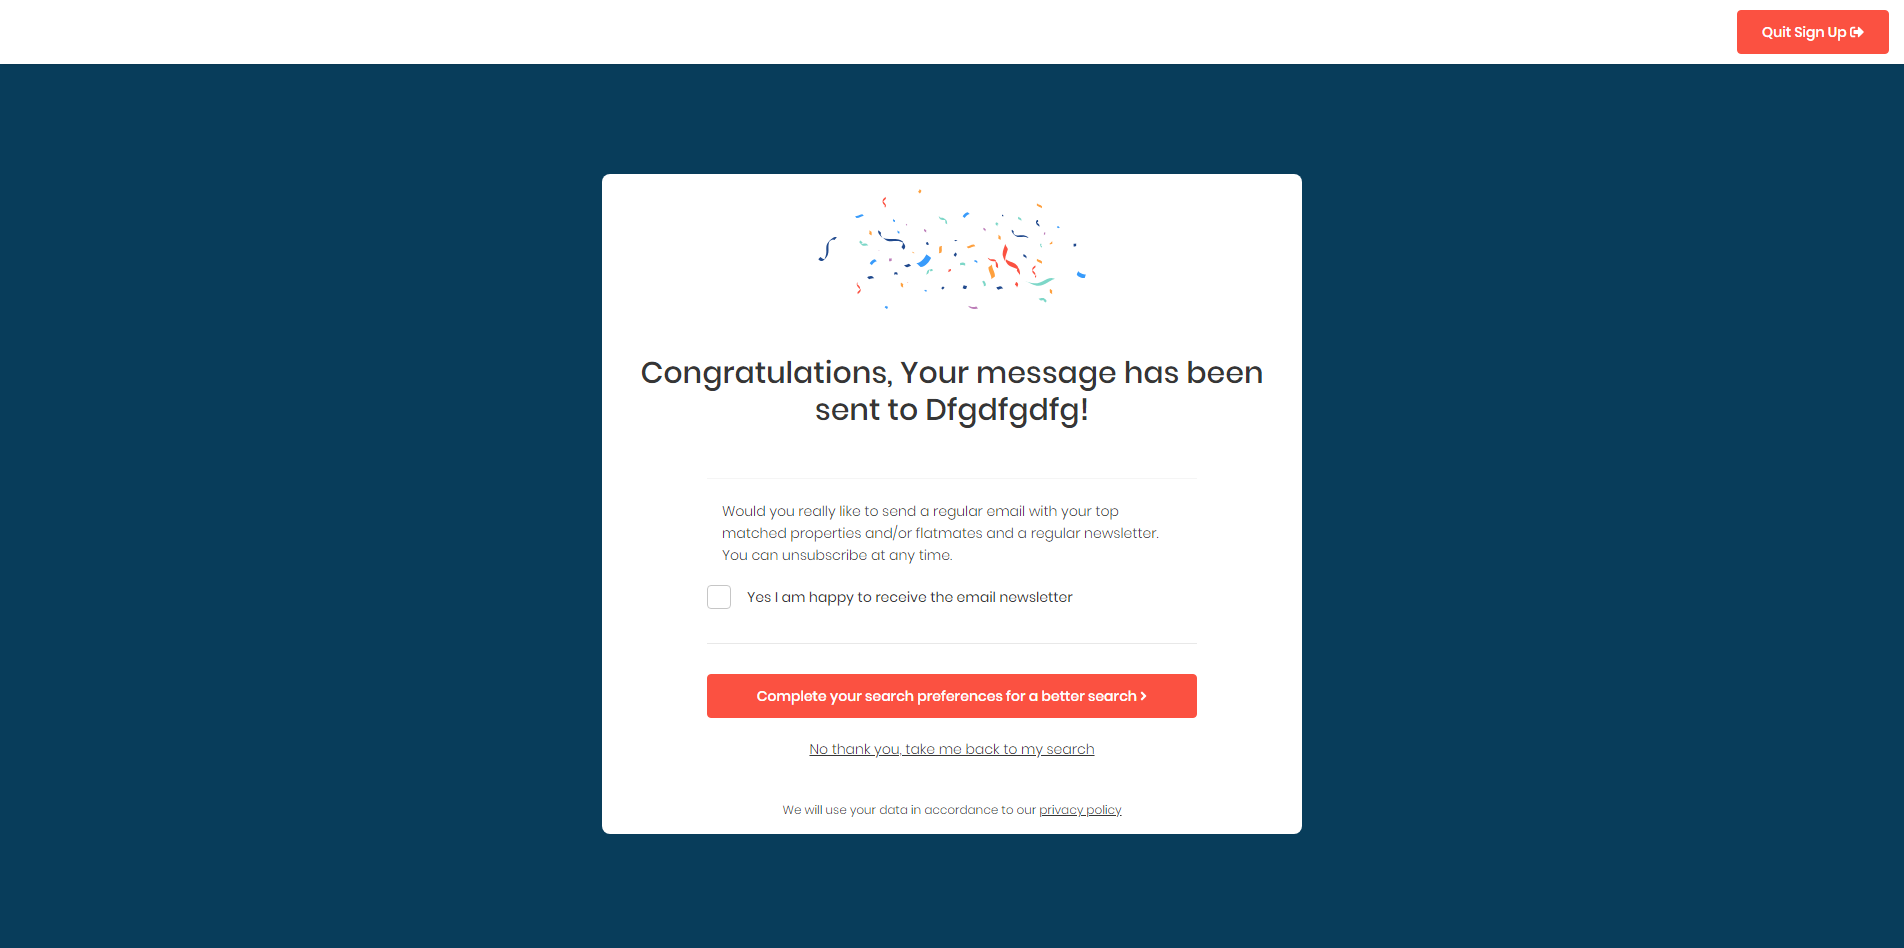 Quit Sign Up
Congratulations, Your message has been
sent to Dfgdfgdfg!
Would you really like to send a regular email with your top
matched properties and/or flatmates and a regular newsletter.
You can unsubscribe at any time.
Yes I am happy to receive the email newsletter
Complete your search preferences for a better search
No thank you, take me back to my search
We will use your data in accordance to our privacy policy